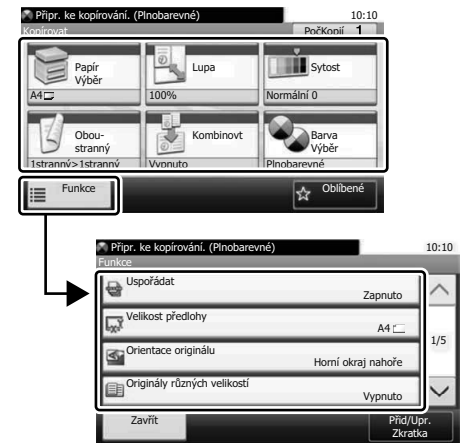 Připr. ke kopírování. (Plnobarevné) 10:10
Kopírovat PočKopií 1
Papír
Výběr
A4
Lupa
100%
Sytost
Normální 0
Obou-
stranný
1stranný>1stranný
Kombinovt
Vypnuto
Barva
Výběr
Plnobarevné
Funkce
Oblíbené
Připr. ke kopírování. (Plnobarevné) 10:10
Funkce
Uspořádat
Zapnuto
Velikost předlohy
A4
1/5
Orientace originálu
Horní okraj nahoře
Originály různých velikostí
Vypnuto
Zavřít
Přid/Upr.
Zkratka